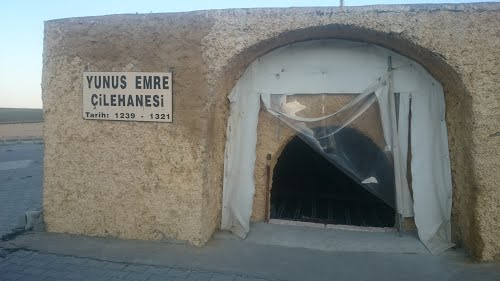 YUNUS EMRE
ÇİLEHANESİ
Tarih: 1239 - 1321